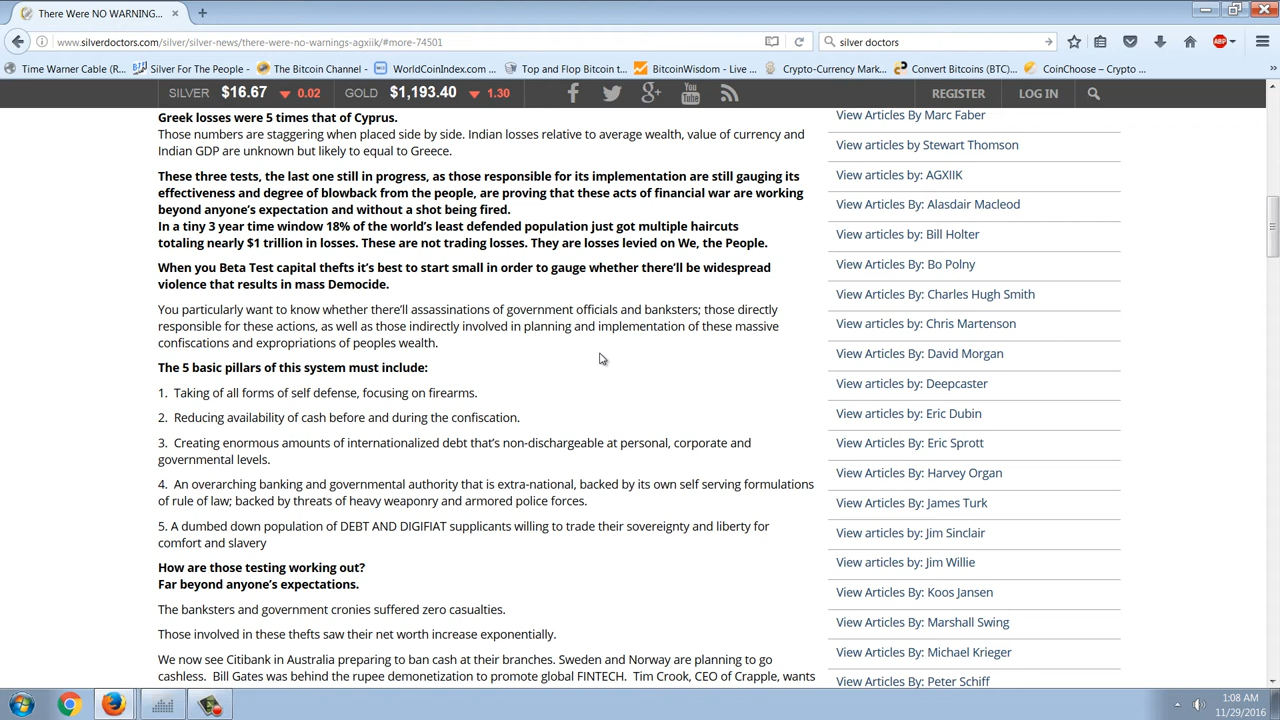 There Were NO WARNING...
www.silverdoctors.com/silver/silver-news/there-were-no-warnings-agxiik/#more-74501
silver doctors
ABP
Time Warner Cable (R...
Silver For The People - ...
The Bitcoin Channel - ...
WorldCoinIndex.com ...
Top and Flop Bitcoin t...
BitcoinWisdom - Live ...
Crypto-Currency Mark...
Convert Bitcoins (BTC)...
CoinChoose – Crypto ...
SILVER $16.67 0.02 GOLD $1,193.40 1.30
REGISTER LOG IN
Greek losses were 5 times that of Cyprus.
Those numbers are staggering when placed side by side. Indian losses relative to average wealth, value of currency and
Indian GDP are unknown but likely to equal to Greece.
These three tests, the last one still in progress, as those responsible for its implementation are still gauging its
effectiveness and degree of blowback from the people, are proving that these acts of financial war are working
beyond anyone's expectation and without a shot being fired.
In a tiny 3 year time window 18% of the world's least defended population just got multiple haircuts
totaling nearly $1 trillion in losses. These are not trading losses. They are losses levied on We, the People.
When you Beta Test capital thefts it's best to start small in order to gauge whether there'll be widespread
violence that results in mass Democide.
You particularly want to know whether there'll assassinations of government officials and banksters; those directly
responsible for these actions, as well as those indirectly involved in planning and implementation of these massive
confiscations and expropriations of peoples wealth.
The 5 basic pillars of this system must include:
1. Taking of all forms of self defense, focusing on firearms.
2. Reducing availability of cash before and during the confiscation.
3. Creating enormous amounts of internationalized debt that's non-dischargeable at personal, corporate and
governmental levels.
4. An overarching banking and governmental authority that is extra-national, backed by its own self serving formulations
of rule of law; backed by threats of heavy weaponry and armored police forces.
5. A dumbed down population of DEBT AND DIGIFIAT supplicants willing to trade their sovereignty and liberty for
comfort and slavery
How are those testing working out?
Far beyond anyone's expectations.
The banksters and government cronies suffered zero casualties.
Those involved in these thefts saw their net worth increase exponentially.
We now see Citibank in Australia preparing to ban cash at their branches. Sweden and Norway are planning to go
cashless. Bill Gates was behind the rupee demonetization to promote global FINTECH. Tim Crook, CEO of Crapple, wants
View Articles By Marc Faber
View articles by Stewart Thomson
View articles by: AGXIIK
View Articles By: Alasdair Macleod
View articles by: Bill Holter
View Articles By: Bo Polny
View Articles By: Charles Hugh Smith
View Articles By: Chris Martenson
View Articles By: David Morgan
View Articles By: Deepcaster
View Articles By: Eric Dubin
View Articles By: Eric Sprott
View Articles By: Harvey Organ
View Articles By: James Turk
View articles by: Jim Sinclair
View articles by: Jim Willie
View Articles By: Koos Jansen
View Articles By: Marshall Swing
View Articles By: Michael Krieger
View Articles By: Peter Schiff
1:08 AM
11/29/2016